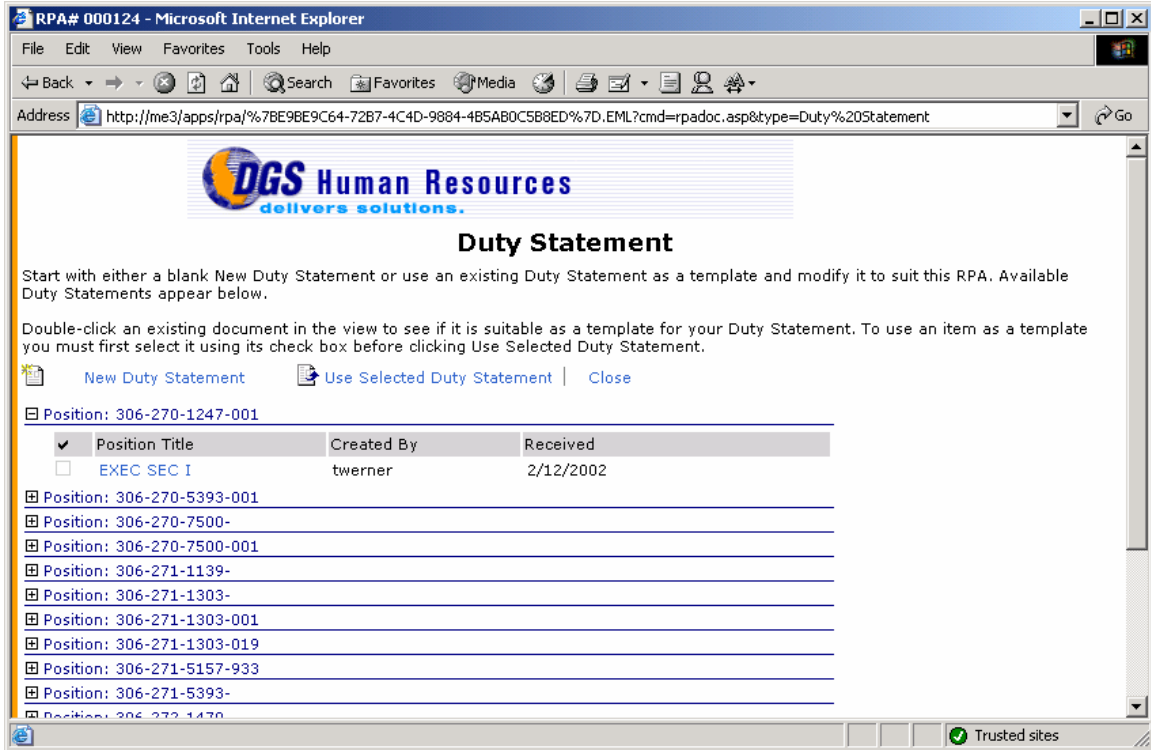 RPA# 000124 - Microsoft Internet Explorer
File Edit View Favorites Tools Help
Back Search Favorites Media
Address http://me3/apps/rpa/%7BE9BE9C64-72B7-4C4D-9884-4B5AB0C5B8ED%7D.EML?cmd=rpadoc.asp&type=Duty%20Statement Go
DGS Human Resources
delivers solutions.
Duty Statement
Start with either a blank New Duty Statement or use an existing Duty Statement as a template and modify it to suit this RPA. Available
Duty Statements appear below.
Double-click an existing document in the view to see if it is suitable as a template for your Duty Statement. To use an item as a template
you must first select it using its check box before clicking Use Selected Duty Statement.
New Duty Statement Use Selected Duty Statement | Close
Position: 306-270-1247-001
Position Title Created By Received
EXEC SEC I twerner 2/12/2002
Position: 306-270-5393-001
Position: 306-270-7500-
Position: 306-270-7500-001
Position: 306-271-1139-
Position: 306-271-1303-
Position: 306-271-1303-001
Position: 306-271-1303-019
Position: 306-271-5157-933
Position: 306-271-5393-
Position: 306-272-1470-
Trusted sites